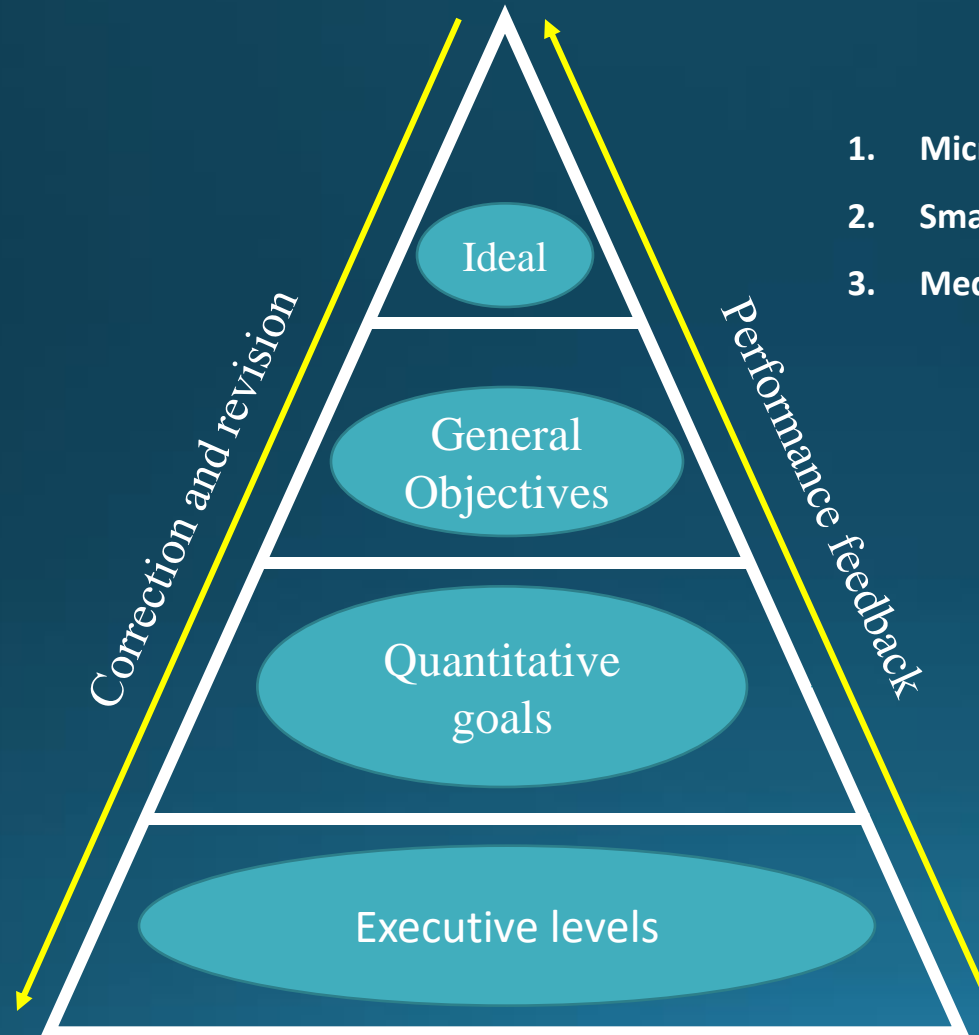 Ideal
General
Objectives
Quantitative
goals
Executive levels
Correction and revision
Performance feedback
1.
2.
3.